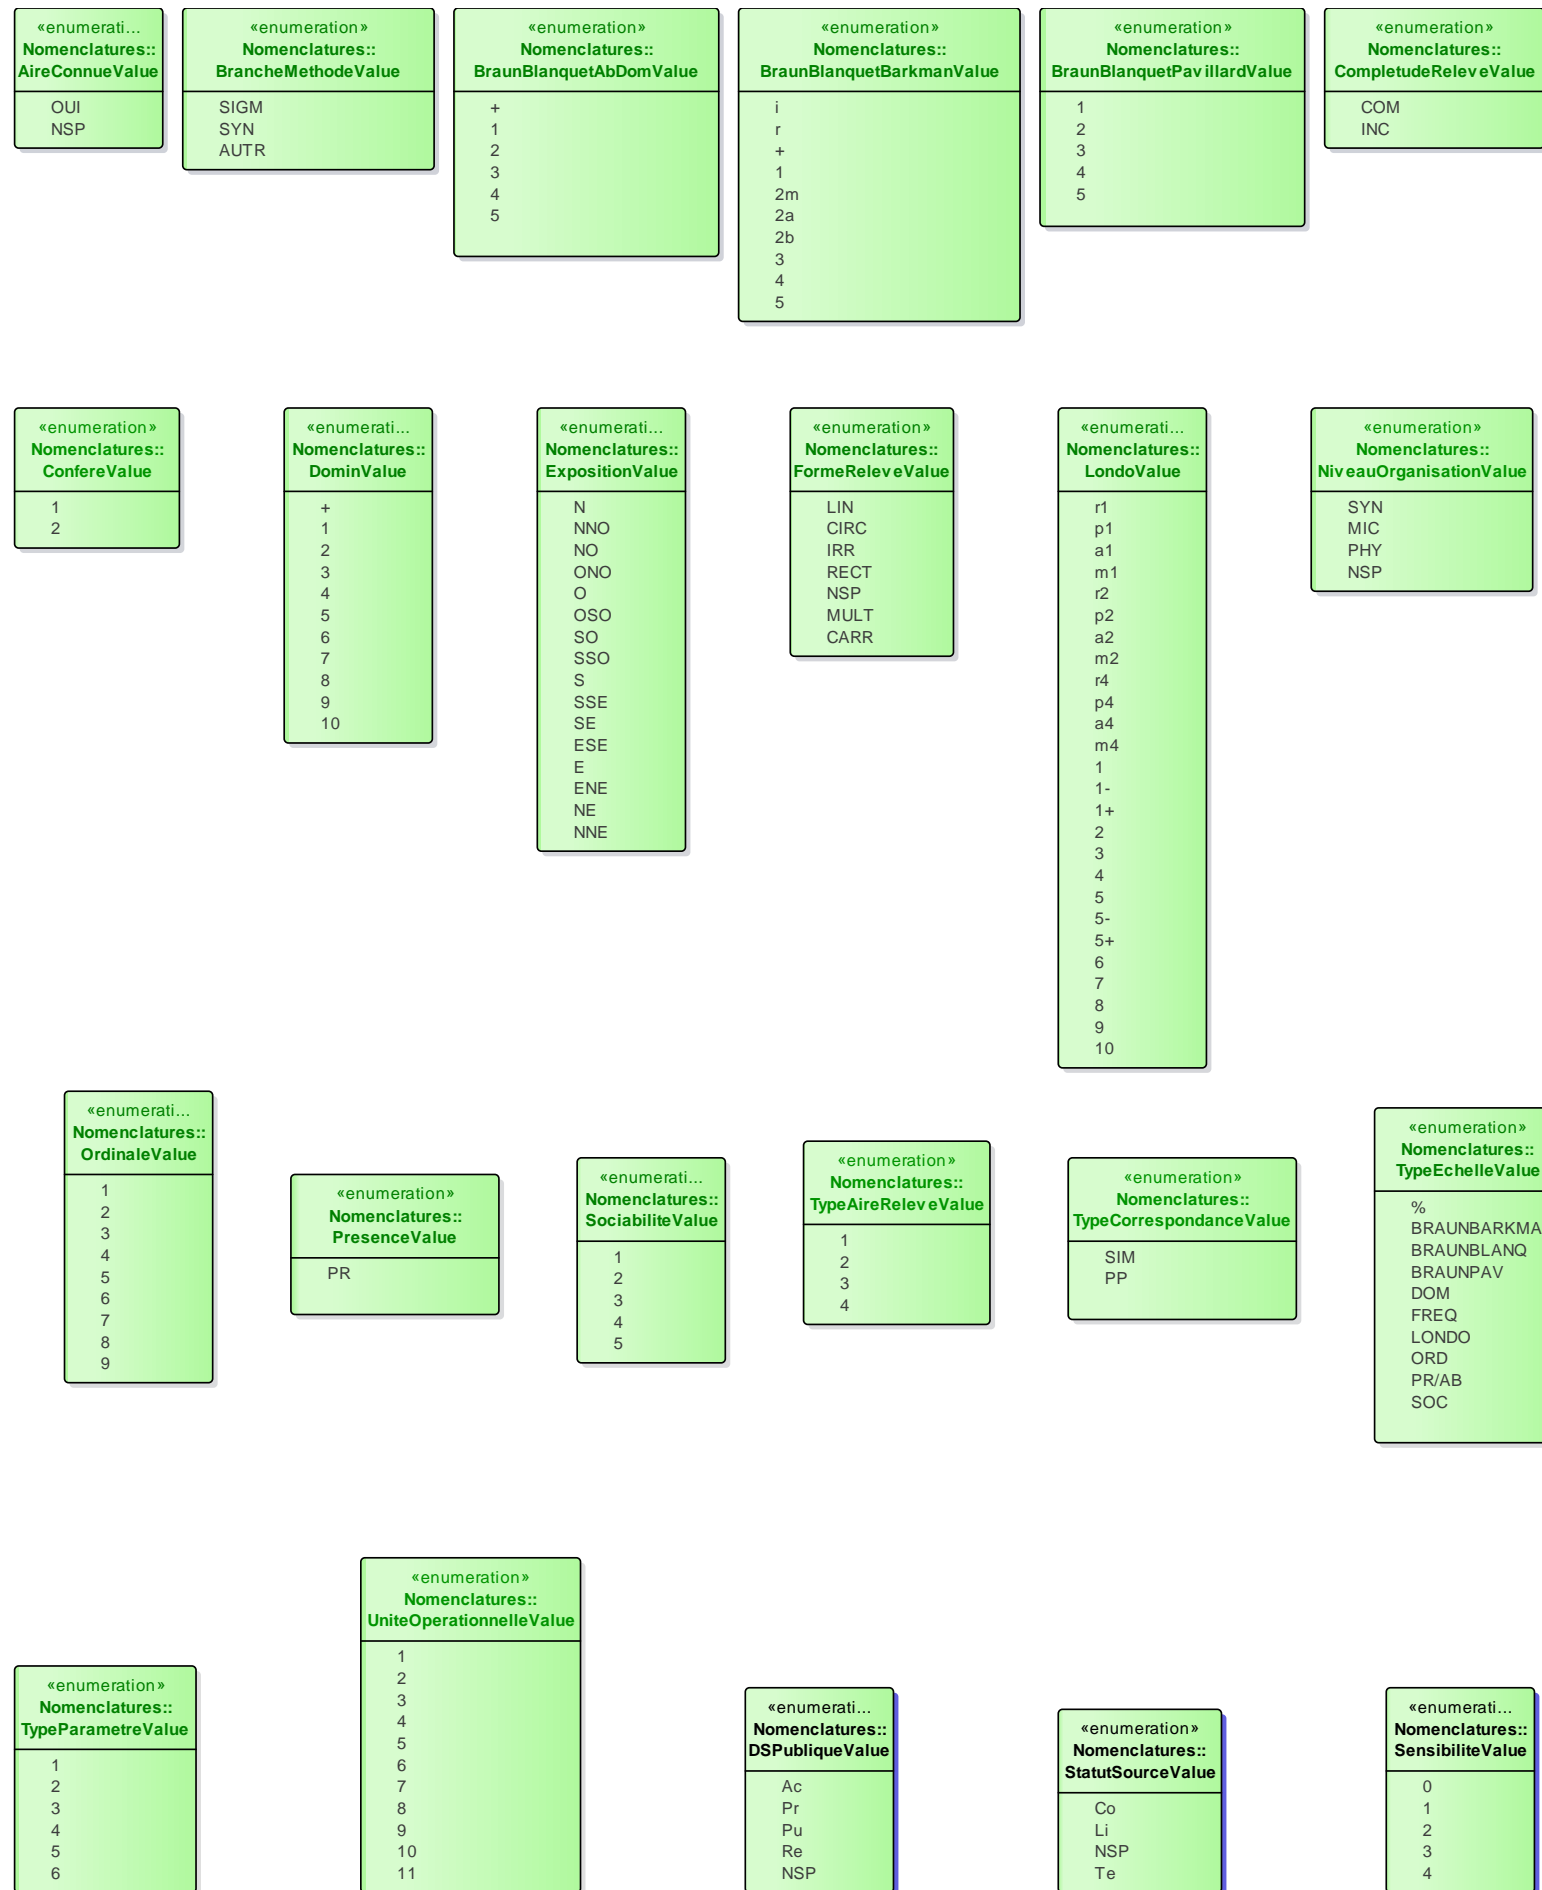 «enumerati...
Nomenclatures::
AireConnueValue
OUI
NSP
«enumeration»
Nomenclatures::
BrancheMethodeValue
SIGM
SYN
AUTR
«enumeration»
Nomenclatures::
BraunBlanquetAbDomValue
+
1
2
3
4
5
«enumeration»
Nomenclatures::
BraunBlanquetBarkmanValue
i
r
+
1
2m
2a
2b
3
4
5
«enumeration»
Nomenclatures::
BraunBlanquetPavillardValue
1
2
3
4
5
«enumeration»
Nomenclatures::
CompletudeReleveValue
COM
INC
«enumeration»
Nomenclatures::
ConfereValue
1
2
«enumerati...
Nomenclatures::
DominValue
+
1
2
3
4
5
6
7
8
9
10
«enumerati...
Nomenclatures::
ExpositionValue
N
NNO
NO
ONO
O
OSO
SO
SSO
S
SSE
SE
ESE
E
ENE
NE
NNE
«enumeration»
Nomenclatures::
FormeReleveValue
LIN
CIRC
IRR
RECT
NSP
MULT
CARR
«enumerati...
Nomenclatures::
LondoValue
r1
p1
a1
m1
r2
p2
a2
m2
r4
p4
a4
m4
1
1-
1+
2
3
4
5
5-
5+
6
7
8
9
10
«enumeration»
Nomenclatures::
NiveauOrganisationValue
SYN
MIC
PHY
NSP
«enumerati...
Nomenclatures::
OrdinaleValue
1
2
3
4
5
6
7
8
9
«enumeration»
Nomenclatures::
PresenceValue
PR
«enumerati...
Nomenclatures::
SociabiliteValue
1
2
3
4
5
«enumeration»
Nomenclatures::
TypeAireReleveValue
1
2
3
4
«enumeration»
Nomenclatures::
TypeCorrespondanceValue
SIM
PP
«enumeration»
Nomenclatures::
TypeEchelleValue
%
BRAUNBARKMA
BRAUNBLANQ
BRAUNPAV
DOM
FREQ
LONDO
ORD
PR/AB
SOC
«enumeration»
Nomenclatures::
TypeParametreValue
1
2
3
4
5
6
«enumeration»
Nomenclatures::
UniteOperationnelleValue
1
2
3
4
5
6
7
8
9
10
11
«enumerati...
Nomenclatures::
DSPubliqueValue
Ac
Pr
Pu
Re
NSP
«enumeration»
Nomenclatures::
StatutSourceValue
Co
Li
NSP
Te
«enumerati...
Nomenclatures::
SensibiliteValue
0
1
2
3
4